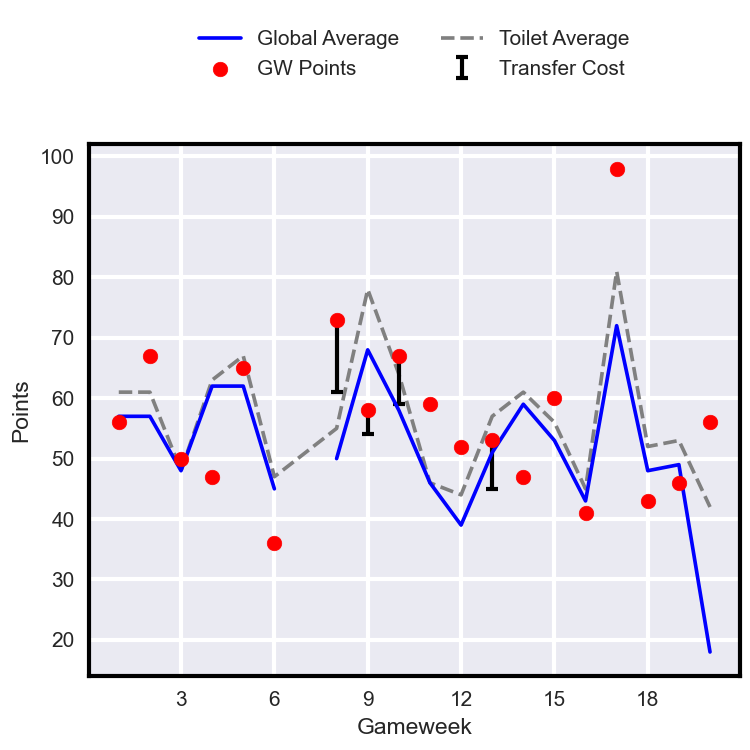 Global Average
Toilet Average
GW Points
Transfer Cost
100
90
80
70
60
50
40
30
20
Points
3 6 9 12 15 18
Gameweek